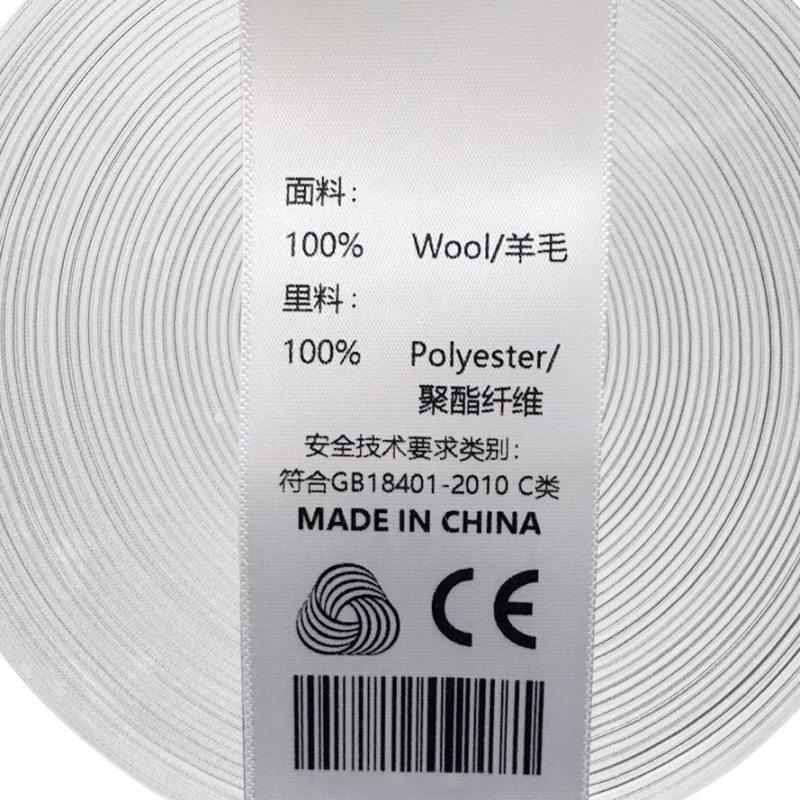 面料：
100% Wool/羊毛
里料：
100% Polyester/
聚酯纤维
安全技术要求类别：
符合GB18401-2010 C类
MADE IN CHINA
CE